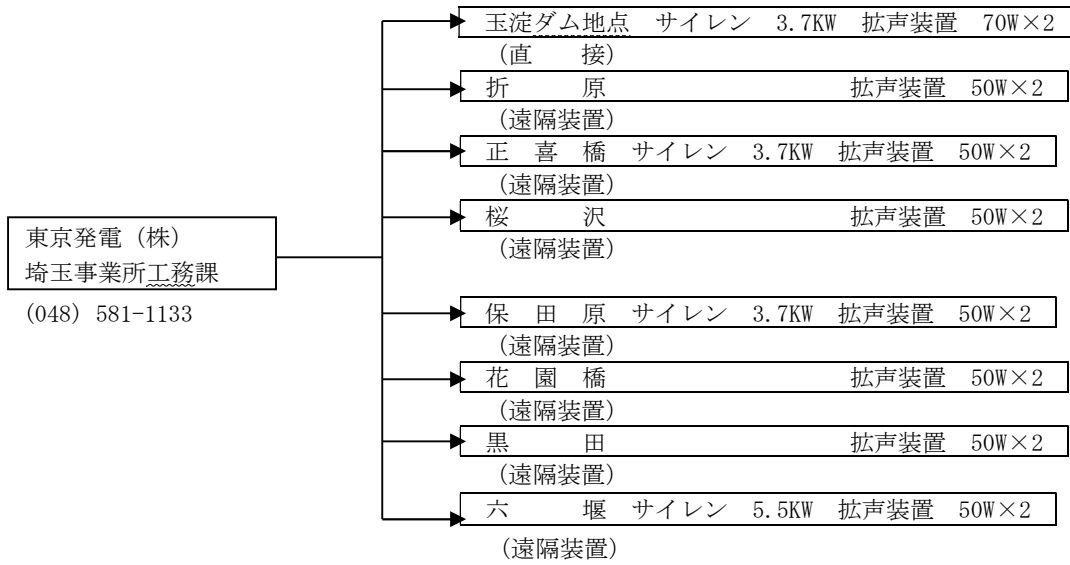 玉淀ダム地点　サイレン　3.7KW　拡声装置　70W×2
(直　　接)
折　　　原　　　　　　　　　　拡声装置　50W×2
(遠隔装置)
正　喜　橋　サイレン　3.7KW　拡声装置　50W×2
(遠隔装置)
桜　　　沢　　　　　　　　　　拡声装置　50W×2
(遠隔装置)
東京発電（株）
埼玉事業所工務課
(048) 581-1133
保　田　原　サイレン　3.7KW　拡声装置　50W×2
(遠隔装置)
花　園　橋　　　　　　　　　　拡声装置　50W×2
(遠隔装置)
黒　　　田　　　　　　　　　　拡声装置　50W×2
(遠隔装置)
六　　　堰　サイレン　5.5KW　拡声装置　50W×2
(遠隔装置)